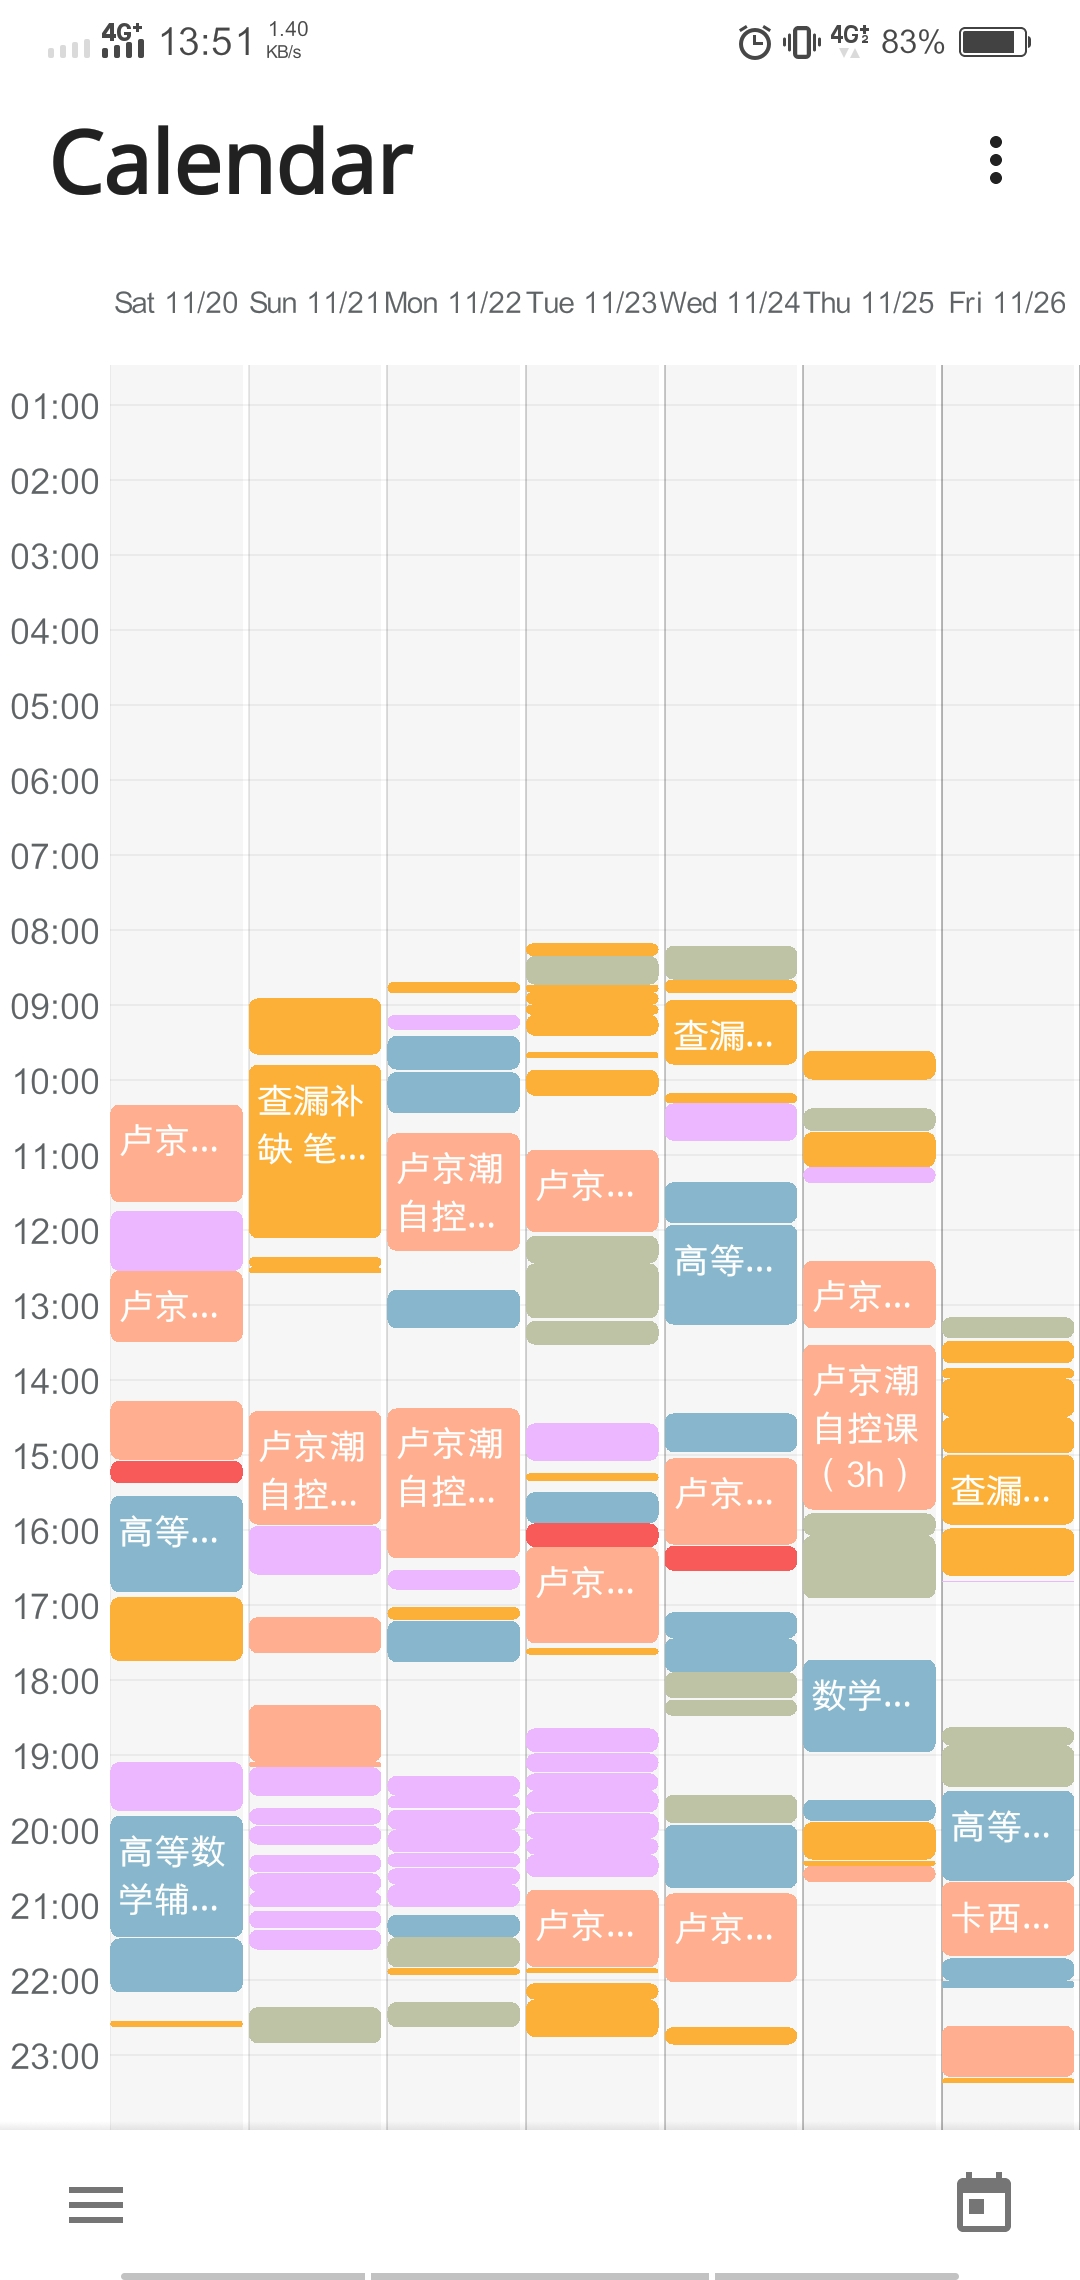 4G+ 13:51 1.40 KB/s 4G+2 83%
Calendar
Sat 11/20 Sun 11/21 Mon 11/22 Tue 11/23 Wed 11/24 Thu 11/25 Fri 11/26
01:00
02:00
03:00
04:00
05:00
06:00
07:00
08:00
09:00
查漏...
10:00
查漏补
缺 笔...
卢京...
11:00
卢京潮
自控...
卢京...
12:00
高等...
卢京...
13:00
卢京...
14:00
卢京潮
自控课
（3h）
卢京潮
自控...
卢京潮
自控...
15:00
卢京...
查漏...
16:00
高等...
卢京...
17:00
18:00
数学...
19:00
20:00
高等数
学辅...
高等...
21:00
卢京...
卢京...
卡西...
22:00
23:00